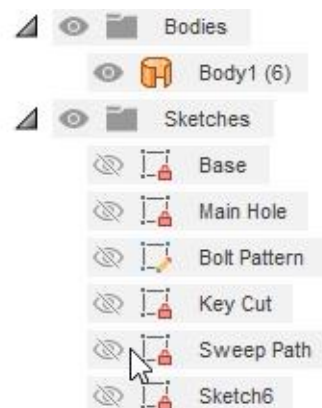 Bodies
Body1 (6)
Sketches
Base
Main Hole
Bolt Pattern
Key Cut
Sweep Path
Sketch6